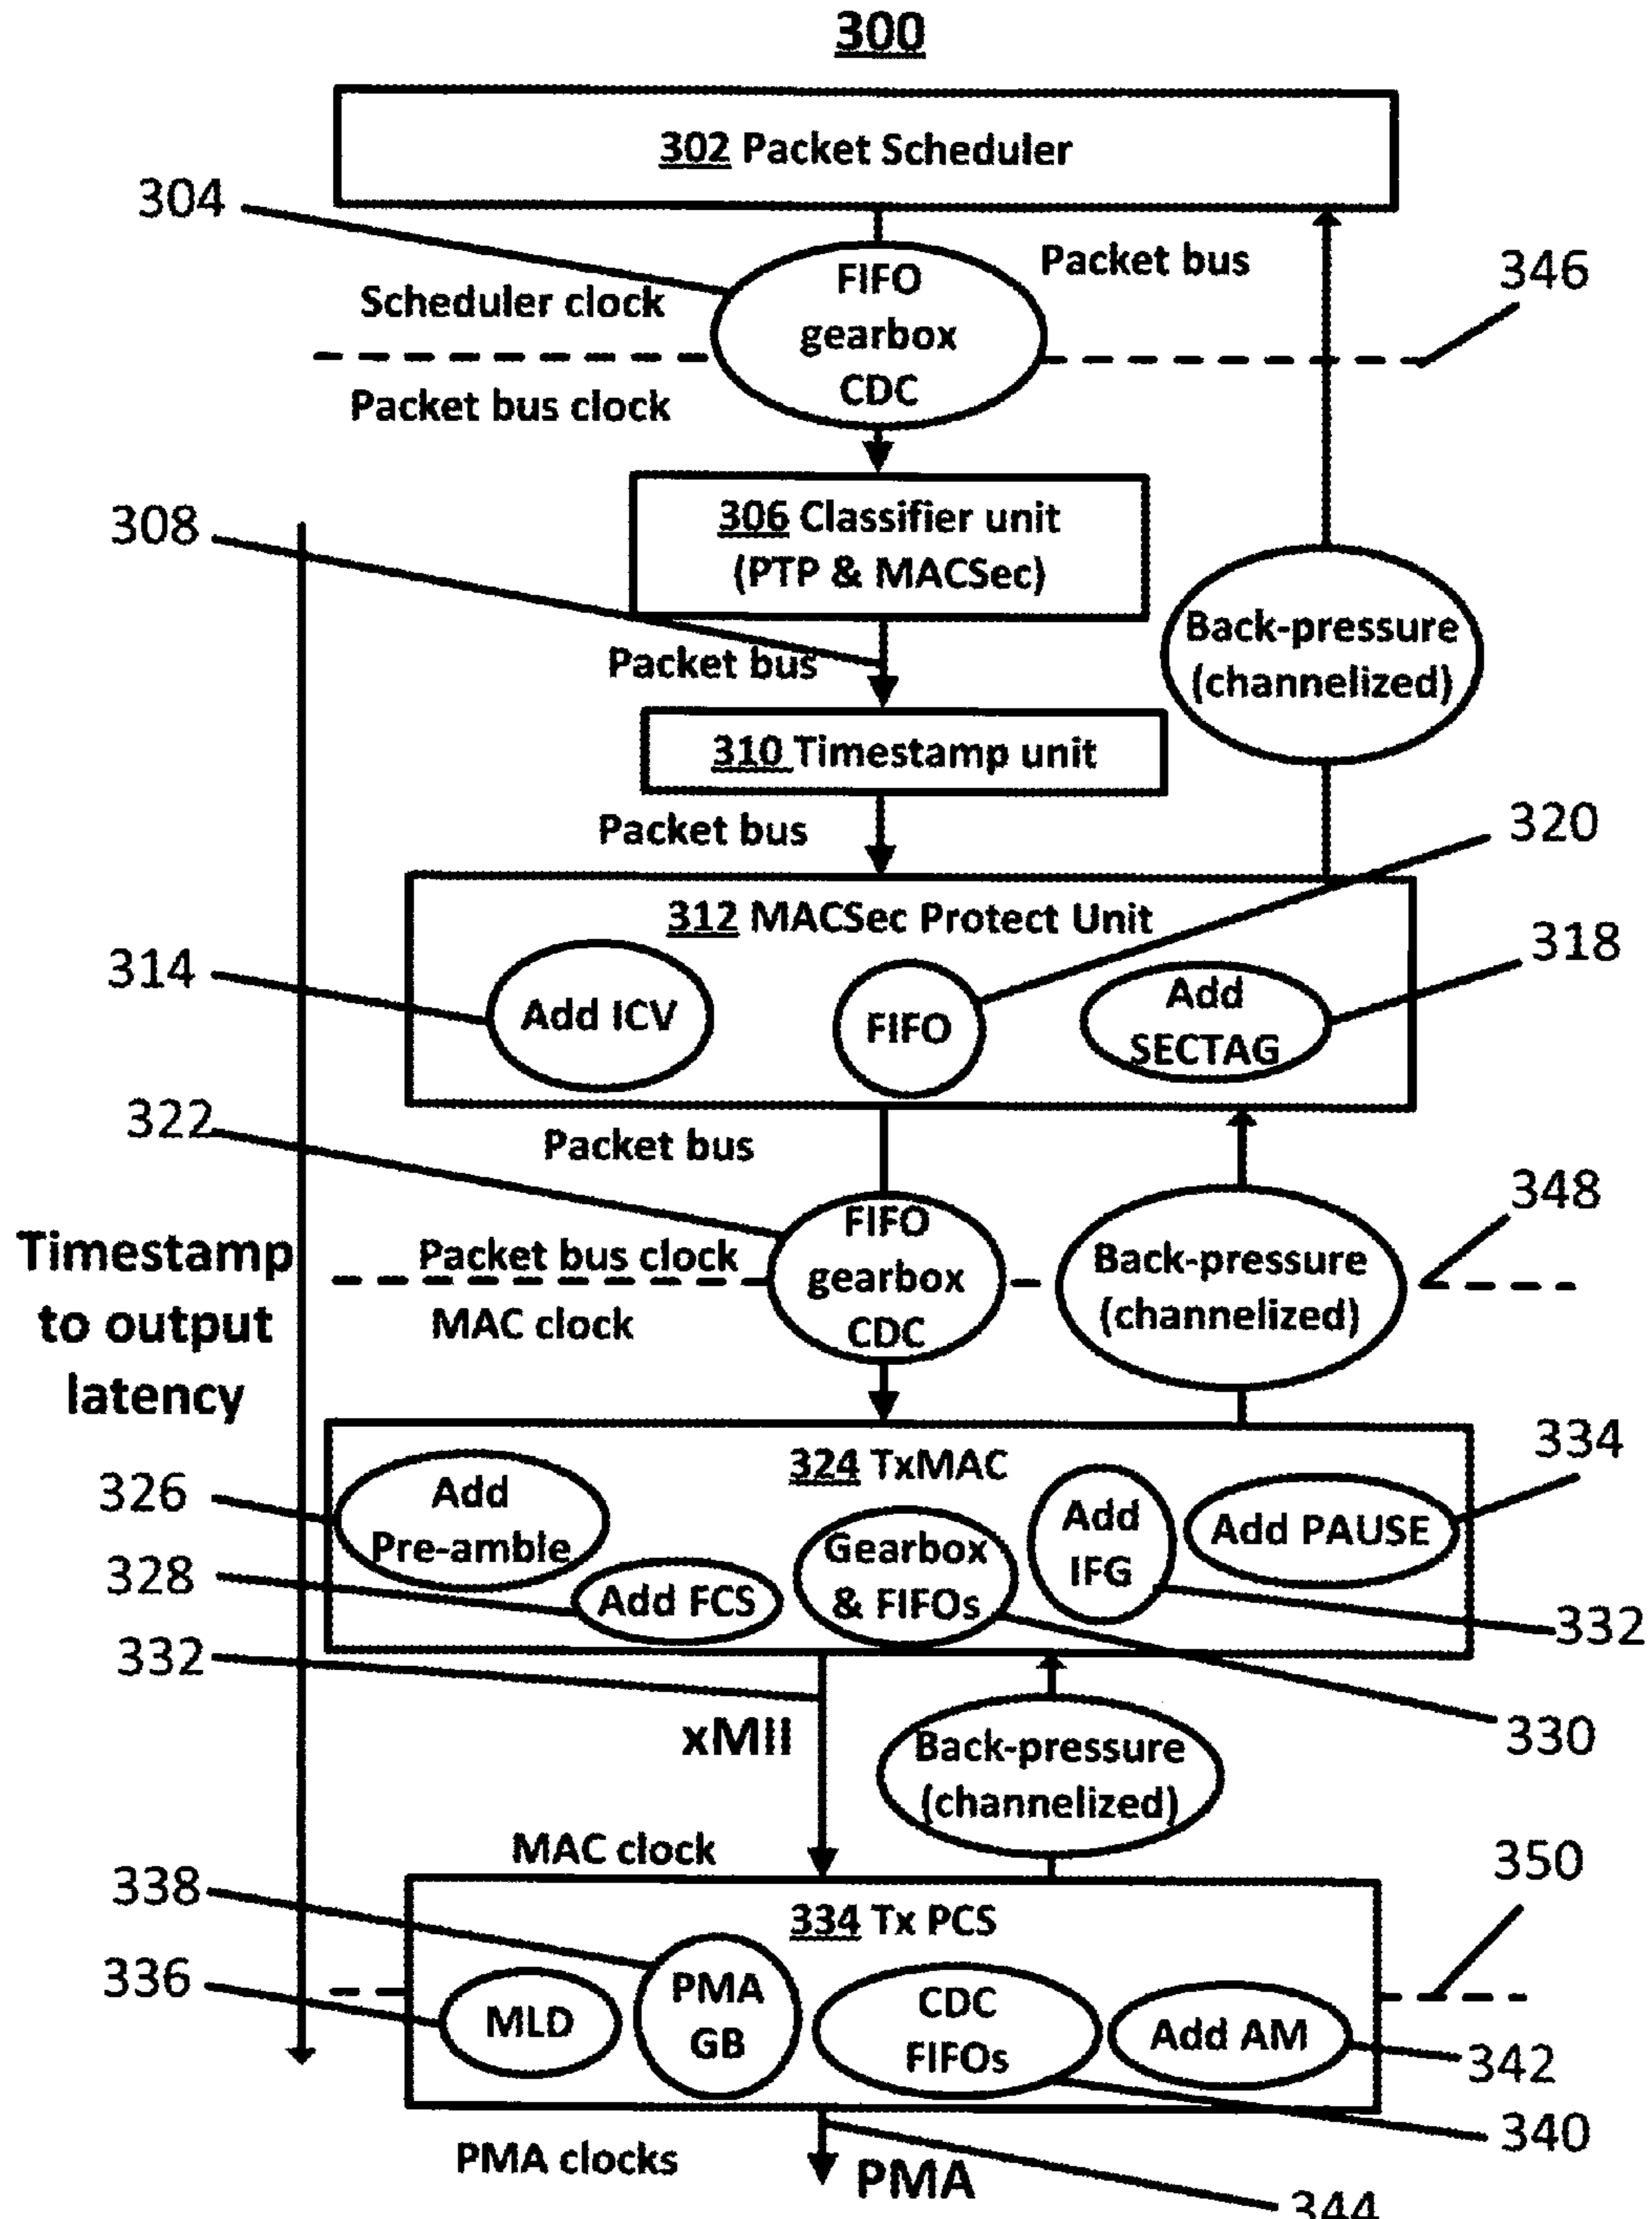 300
302 Packet Scheduler
304
FIFO
gearbox
CDC
Packet bus
346
Scheduler clock
Packet bus clock
308
306 Classifier unit
(PTP & MACSec)
Packet bus
Back-pressure
(channelized)
310 Timestamp unit
Packet bus
320
312 MACSec Protect Unit
318
314
Add ICV
FIFO
Add
SECTAG
322
Packet bus
348
FIFO
gearbox
CDC
Packet bus clock
MAC clock
Back-pressure
(channelized)
Timestamp
to output
latency
334
324 TxMAC
326
Add
Pre-amble
328
Add FCS
Gearbox
& FIFOs
Add
IFG
Add PAUSE
332
332
xMII
Back-pressure
(channelized)
330
MAC clock
350
338
334 Tx PCS
336
MLD
PMA
GB
CDC
FIFOs
Add AM
342
340
PMA clocks
PMA
344